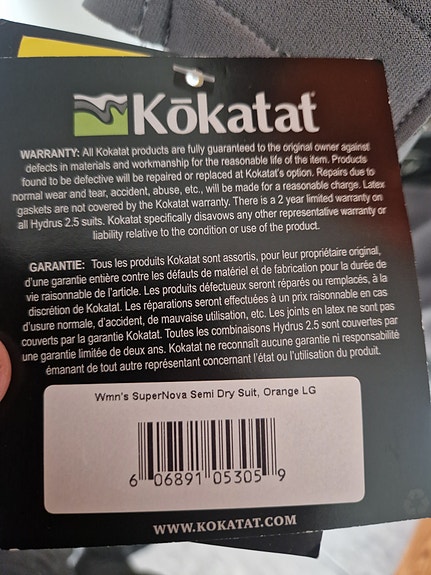 Kōkatat
WARRANTY: All Kokatat products are fully guaranteed to the original owner against
defects in materials and workmanship for the reasonable life of the item. Products
found to be defective will be repaired or replaced at Kokatat's option. Repairs due to
normal wear and tear, accident, abuse, etc., will be made for a reasonable charge. Latex
gaskets are not covered by the Kokatat warranty. There is a 2 year limited warranty on
all Hydrus 2.5 suits. Kokatat specifically disavows any other representative warranty or
liability relative to the condition or use of the product.
GARANTIE: Tous les produits Kokatat sont assortis, pour leur propriétaire original,
d'une garantie entière contre les défauts de matériel et de fabrication pour la durée de
vie raisonnable de l'article. Les produits défectueux seront réparés ou remplacés, à la
discrétion de Kokatat. Les réparations seront effectuées à un prix raisonnable en cas
d'usure normale, d'accident, de mauvaise utilisation, etc. Les joints en latex ne sont pas
couverts par la garantie Kokatat. Toutes les combinaisons Hydrus 2.5 sont couvertes par
une garantie limitée de deux ans. Kokatat ne reconnaît aucune garantie ni responsabilité
émanant de tout autre représentant concernant l'état ou l'utilisation du produit.
Wmn's SuperNova Semi Dry Suit, Orange LG
6 06891 05305 9
WWW.KOKATAT.COM